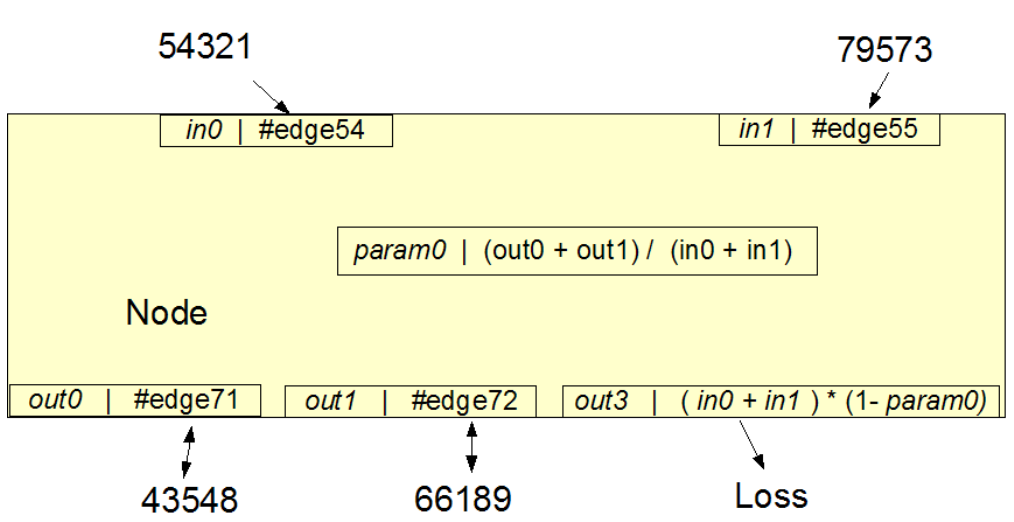 54321
79573
in0 | #edge54
in1 | #edge55
param0 | (out0 + out1) / (in0 + in1)
Node
out0 | #edge71
out1 | #edge72
out3 | ( in0 + in1 ) * (1- param0)
43548
66189
Loss